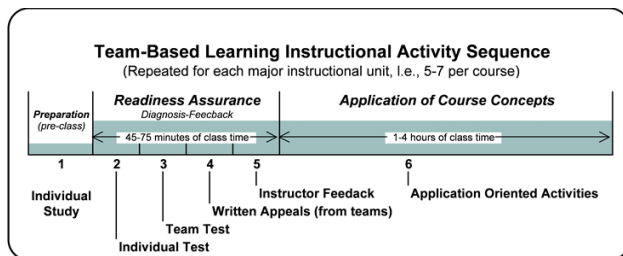 Team-Based Learning Instructional Activity Sequence
(Repeated for each major instructional unit, I.e., 5-7 per course)
Preparation
(pre-class)
Readiness Assurance
Diagnosis-Feecback
Application of Course Concepts
45-75 minutes of class time
1-4 hours of class time
1 2 3 4 5 6
Individual
Study
Instructor Feedack
Application Oriented Activities
Written Appeals (from teams)
Team Test
Individual Test